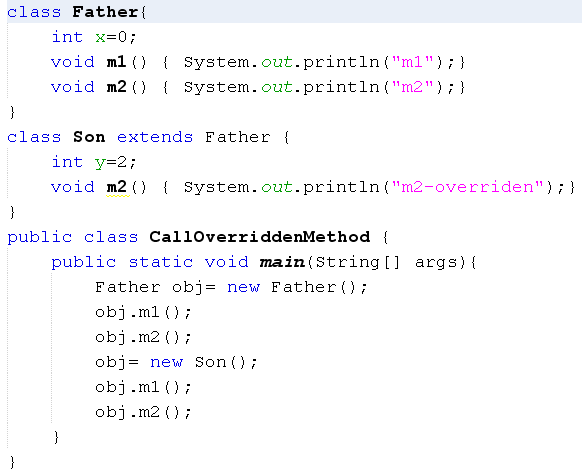 class Father{
int x=0;
void m1() { System.out.println("m1");}
void m2() { System.out.println("m2");}
}
class Son extends Father {
int y=2;
void m2() { System.out.println("m2-overriden");}
}
public class CallOverriddenMethod {
public static void main(String[] args){
Father obj= new Father();
obj.m1();
obj.m2();
obj= new Son();
obj.m1();
obj.m2();
}
}